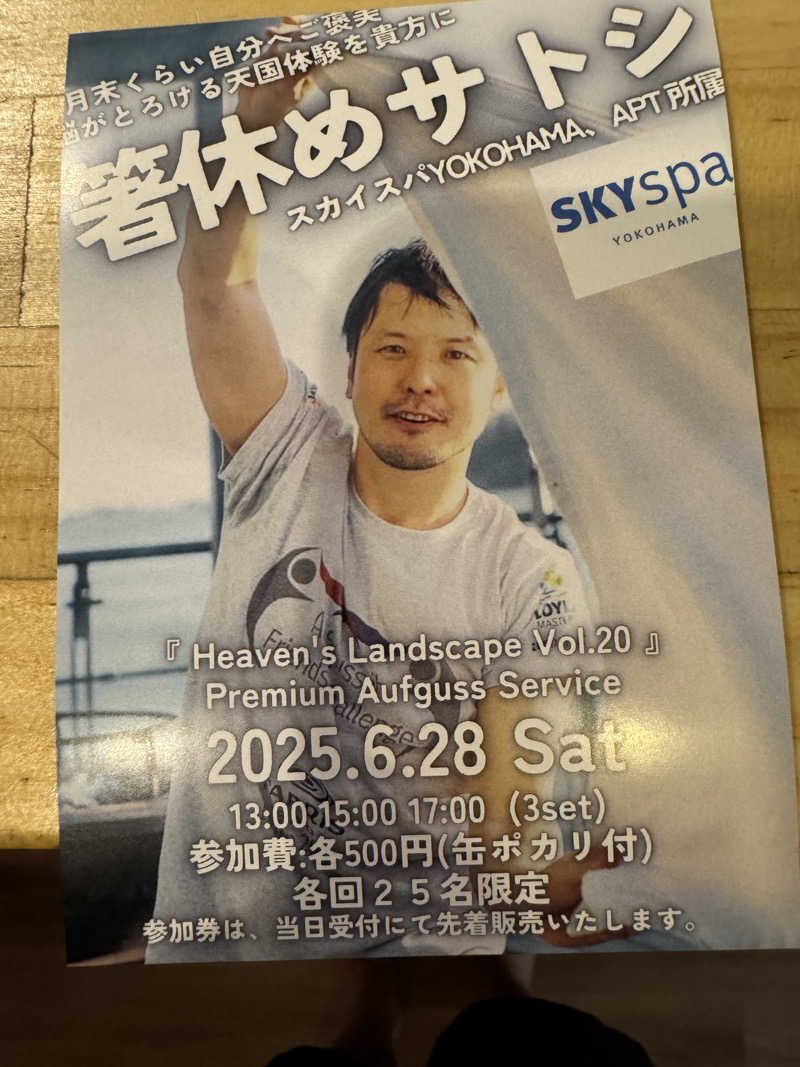 月末くらい自分へご褒美
脳がとろける天国体験を貴方に
箸休めサトシ
スカイスパYOKOHAMA、APT所属
SKYspa
YOKOHAMA
LOYLY
MAST
Aufguss
Friends
Challenge
『 Heaven's Landscape Vol.20 』
Premium Aufguss Service
2025.6.28 Sat
13:00 15:00 17:00 (3set)
参加費:各500円(缶ポカリ付)
各回２５名限定
参加券は、当日受付にて先着販売いたします。